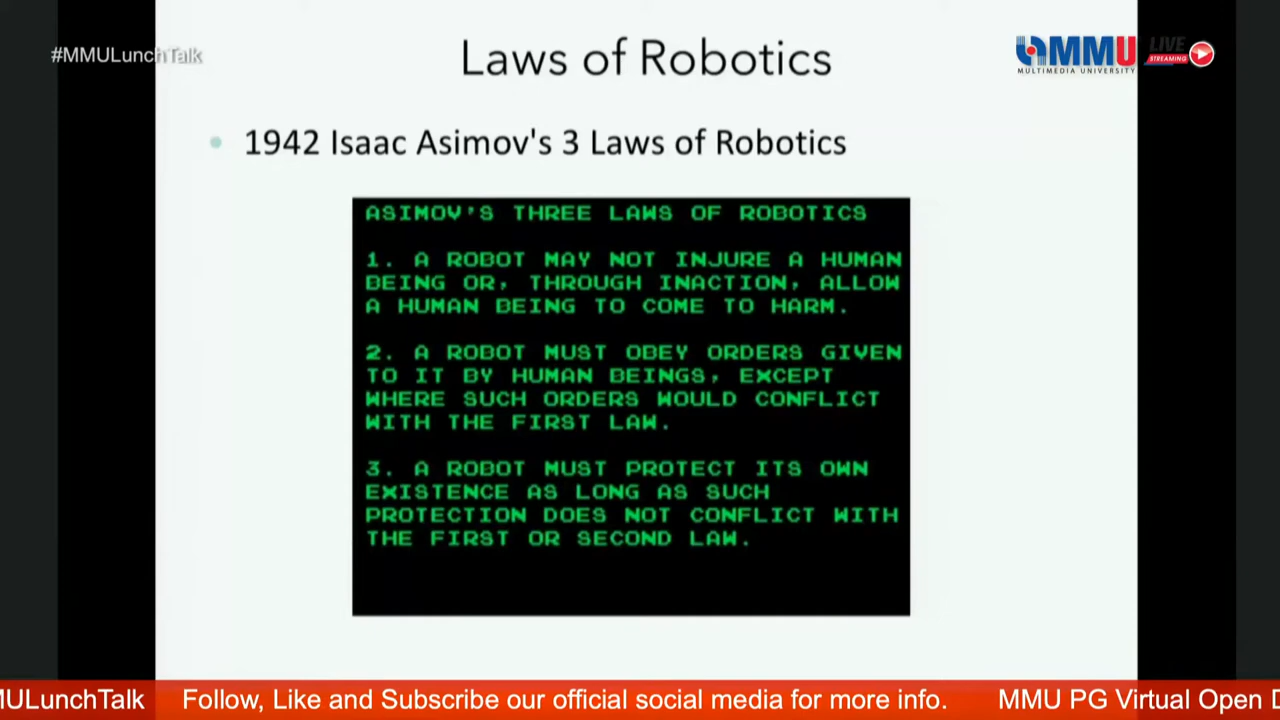 #MMULunchTalk
Laws of Robotics
MMU
MULTIMEDIA UNIVERSITY
LIVE
STREAMING
1942 Isaac Asimov's 3 Laws of Robotics
ASIMOV'S THREE LAWS OF ROBOTICS
1. A ROBOT MAY NOT INJURE A HUMAN
BEING OR, THROUGH INACTION, ALLOW
A HUMAN BEING TO COME TO HARM.
2. A ROBOT MUST OBEY ORDERS GIVEN
TO IT BY HUMAN BEINGS, EXCEPT
WHERE SUCH ORDERS WOULD CONFLICT
WITH THE FIRST LAW.
3. A ROBOT MUST PROTECT ITS OWN
EXISTENCE AS LONG AS SUCH
PROTECTION DOES NOT CONFLICT WITH
THE FIRST OR SECOND LAW.
MULunchTalk Follow, Like and Subscribe our official social media for more info. MMU PG Virtual Open